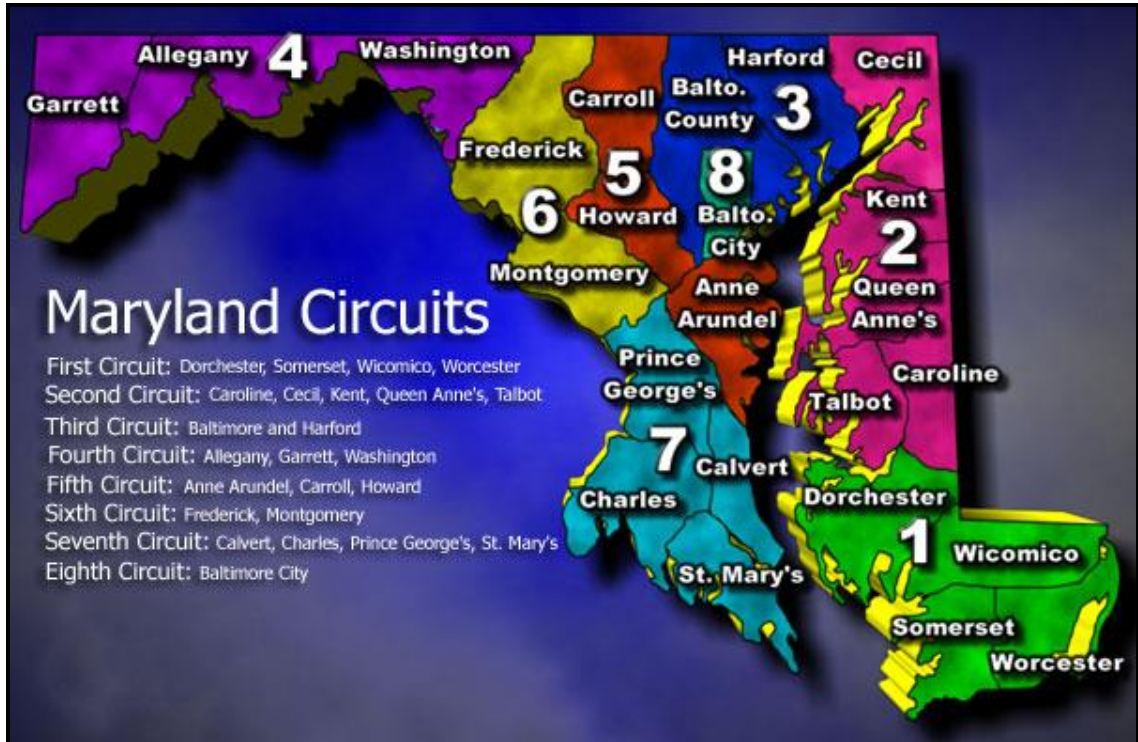 Allegany
4
Washington
Garrett
Frederick
6
Montgomery
Carroll
5
Howard
Anne
Arundel
Harford
Balto.
County
3
8
Balto.
City
Cecil
Kent
2
Queen
Anne's
Caroline
Talbot
Prince
George's
7
Calvert
Charles
St. Mary's
Dorchester
1
Wicomico
Somerset
Worcester
Maryland Circuits
First Circuit: Dorchester, Somerset, Wicomico, Worcester
Second Circuit: Caroline, Cecil, Kent, Queen Anne's, Talbot
Third Circuit: Baltimore and Harford
Fourth Circuit: Allegany, Garrett, Washington
Fifth Circuit: Anne Arundel, Carroll, Howard
Sixth Circuit: Frederick, Montgomery
Seventh Circuit: Calvert, Charles, Prince George's, St. Mary's
Eighth Circuit: Baltimore City